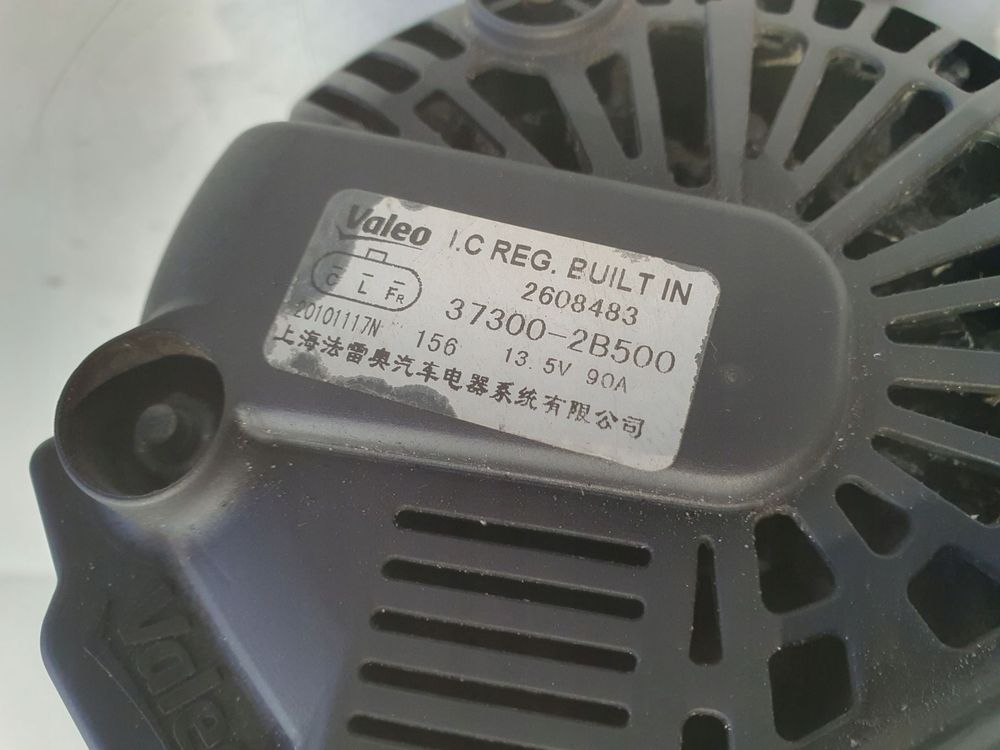 Valeo I.C REG. BUILT IN
2608483
C L FR
37300-2B500
20101117N 156 13.5V 90A
上海法雷奥汽车电器系统有限公司
Valeo